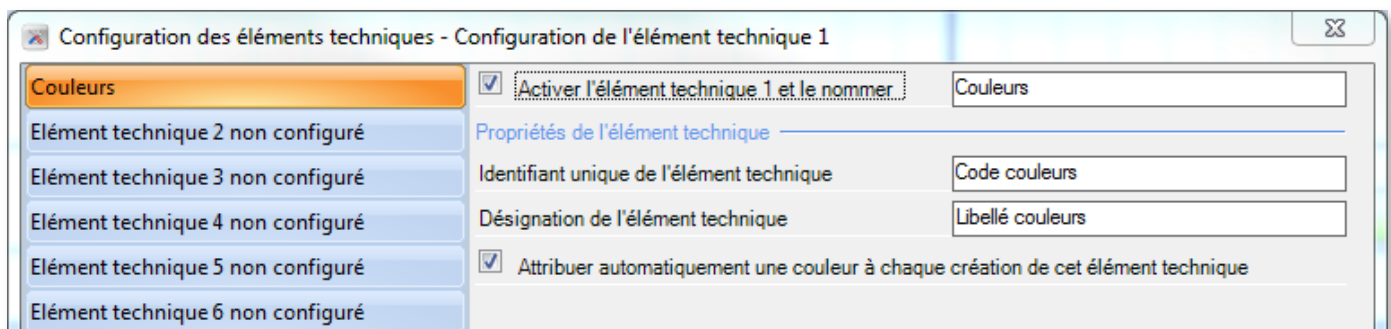 Configuration des éléments techniques - Configuration de l'élément technique 1
Couleurs
Activer l'élément technique 1 et le nommer
Couleurs
Elément technique 2 non configuré
Propriétés de l'élément technique
Elément technique 3 non configuré
Identifiant unique de l'élément technique
Code couleurs
Elément technique 4 non configuré
Désignation de l'élément technique
Libellé couleurs
Elément technique 5 non configuré
Attribuer automatiquement une couleur à chaque création de cet élément technique
Elément technique 6 non configuré